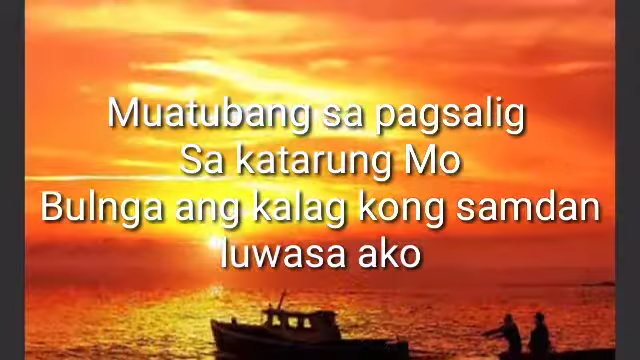 Muatubang sa pagsalig
Sa katarung Mo
Bulnga ang kalag kong samdan
luwasa ako